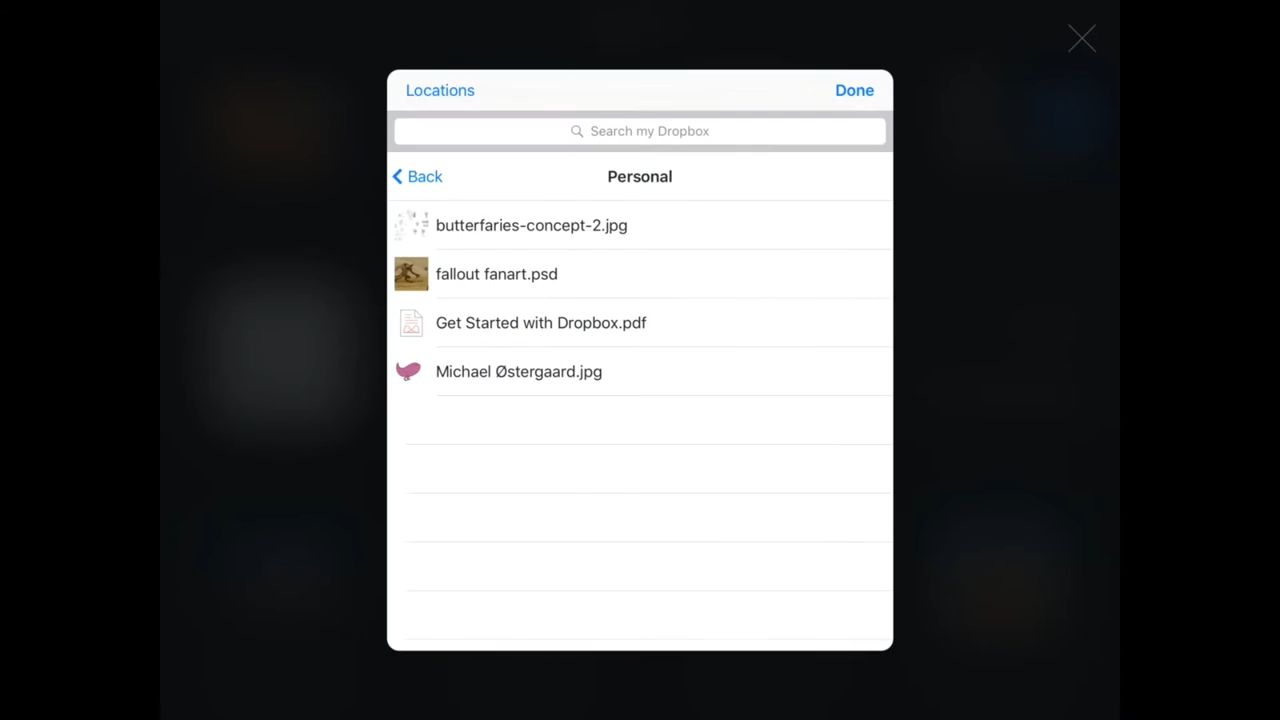 Locations
Done
Search my Dropbox
Back
Personal
butterfaries-concept-2.jpg
fallout fanart.psd
Get Started with Dropbox.pdf
Michael Østergaard.jpg